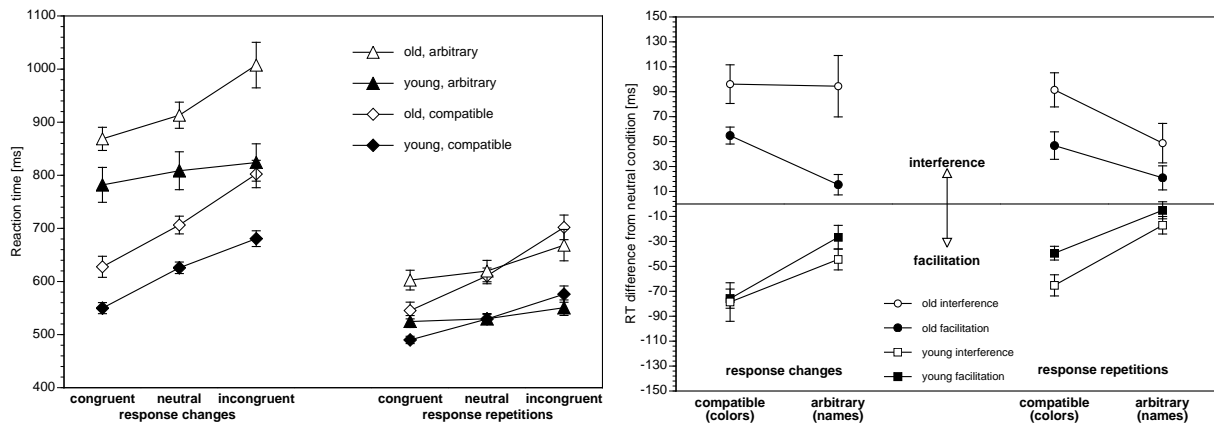 Reaction time [ms]
1100
1000
900
800
700
600
500
400
old, arbitrary
young, arbitrary
old, compatible
young, compatible
congruent neutral incongruent
response changes
congruent neutral incongruent
response repetitions
RT difference from neutral condition [ms]
150
130
110
90
70
50
30
10
-10
-30
-50
-70
-90
-110
-130
-150
interference
facilitation
old interference
old facilitation
young interference
young facilitation
response changes
response repetitions
compatible
(colors)
arbitrary
(names)
compatible
(colors)
arbitrary
(names)